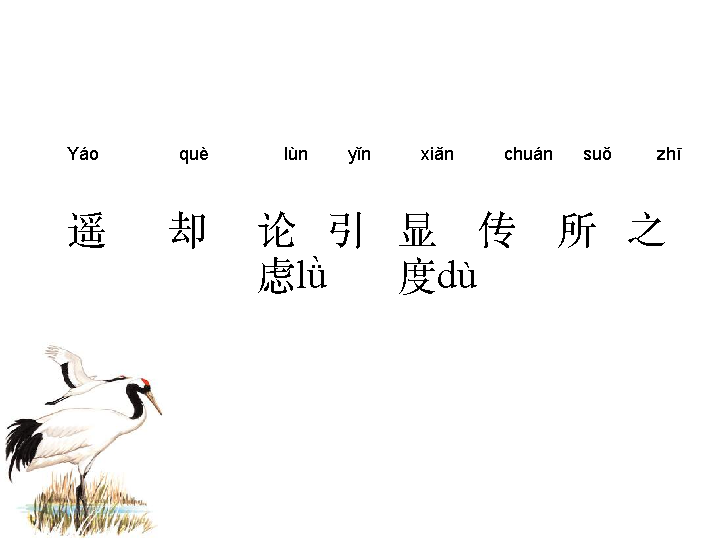 Yáo què lùn yǐn xiǎn chuán suǒ zhī
遥 却 论 引 显 传 所 之
虑lǜ 度dù